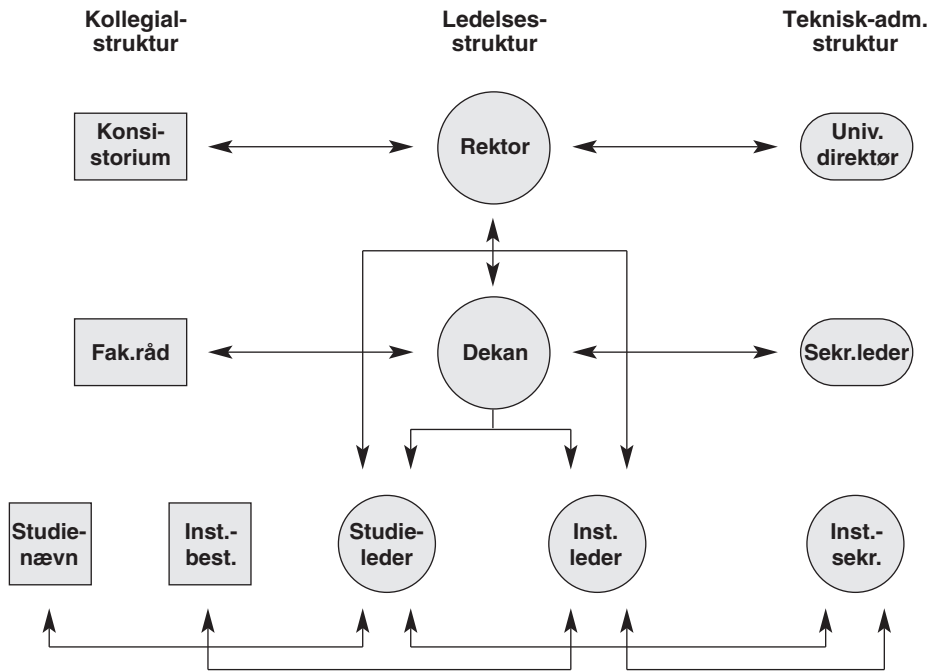 Kollegial-
struktur
Ledelses-
struktur
Teknisk-adm.
struktur
Konsi-
storium
Rektor
Univ.
direktør
Fak.råd
Dekan
Sekr.leder
Studie-
nævn
Inst.-
best.
Studie-
leder
Inst.
leder
Inst.-
sekr.